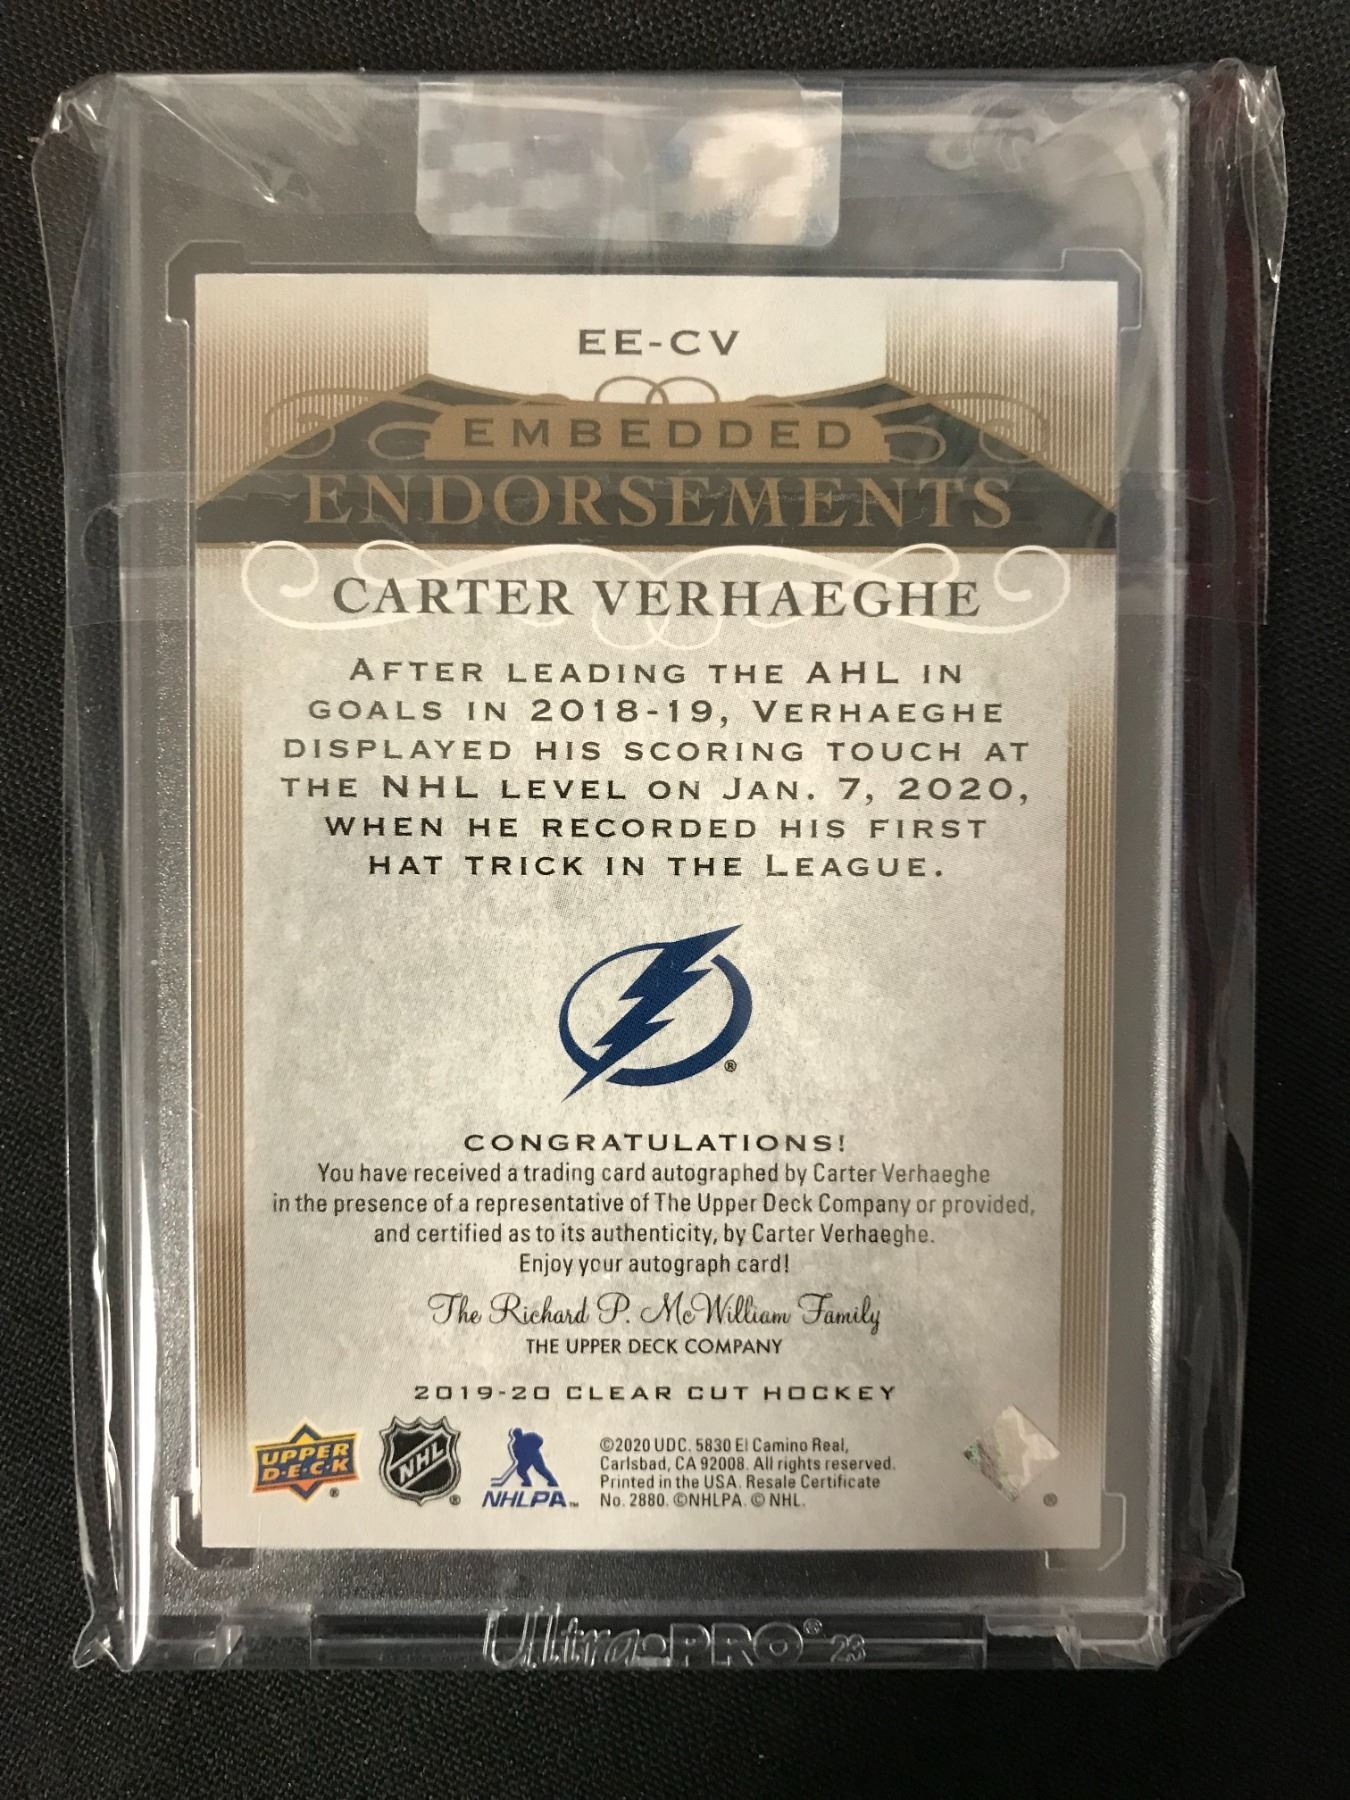 EE-CV
EMBEDDED
ENDORSEMENTS
CARTER VERHAEGHE
AFTER LEADING THE AHL IN
GOALS IN 2018-19, VERHAEGHE
DISPLAYED HIS SCORING TOUCH AT
THE NHL LEVEL ON JAN. 7, 2020,
WHEN HE RECORDED HIS FIRST
HAT TRICK IN THE LEAGUE.
®
CONGRATULATIONS!
You have received a trading card autographed by Carter Verhaeghe
in the presence of a representative of The Upper Deck Company or provided,
and certified as to its authenticity, by Carter Verhaeghe.
Enjoy your autograph card!
The Richard P. McWilliam Family
THE UPPER DECK COMPANY
2019-20 CLEAR CUT HOCKEY
UPPER
D·E·C·K
®
NHL
®
NHLPA™
©2020 UDC. 5830 El Camino Real,
Carlsbad, CA 92008. All rights reserved.
Printed in the USA. Resale Certificate
No. 2880. ©NHLPA. © NHL.
®
Ultra•PRO® 23